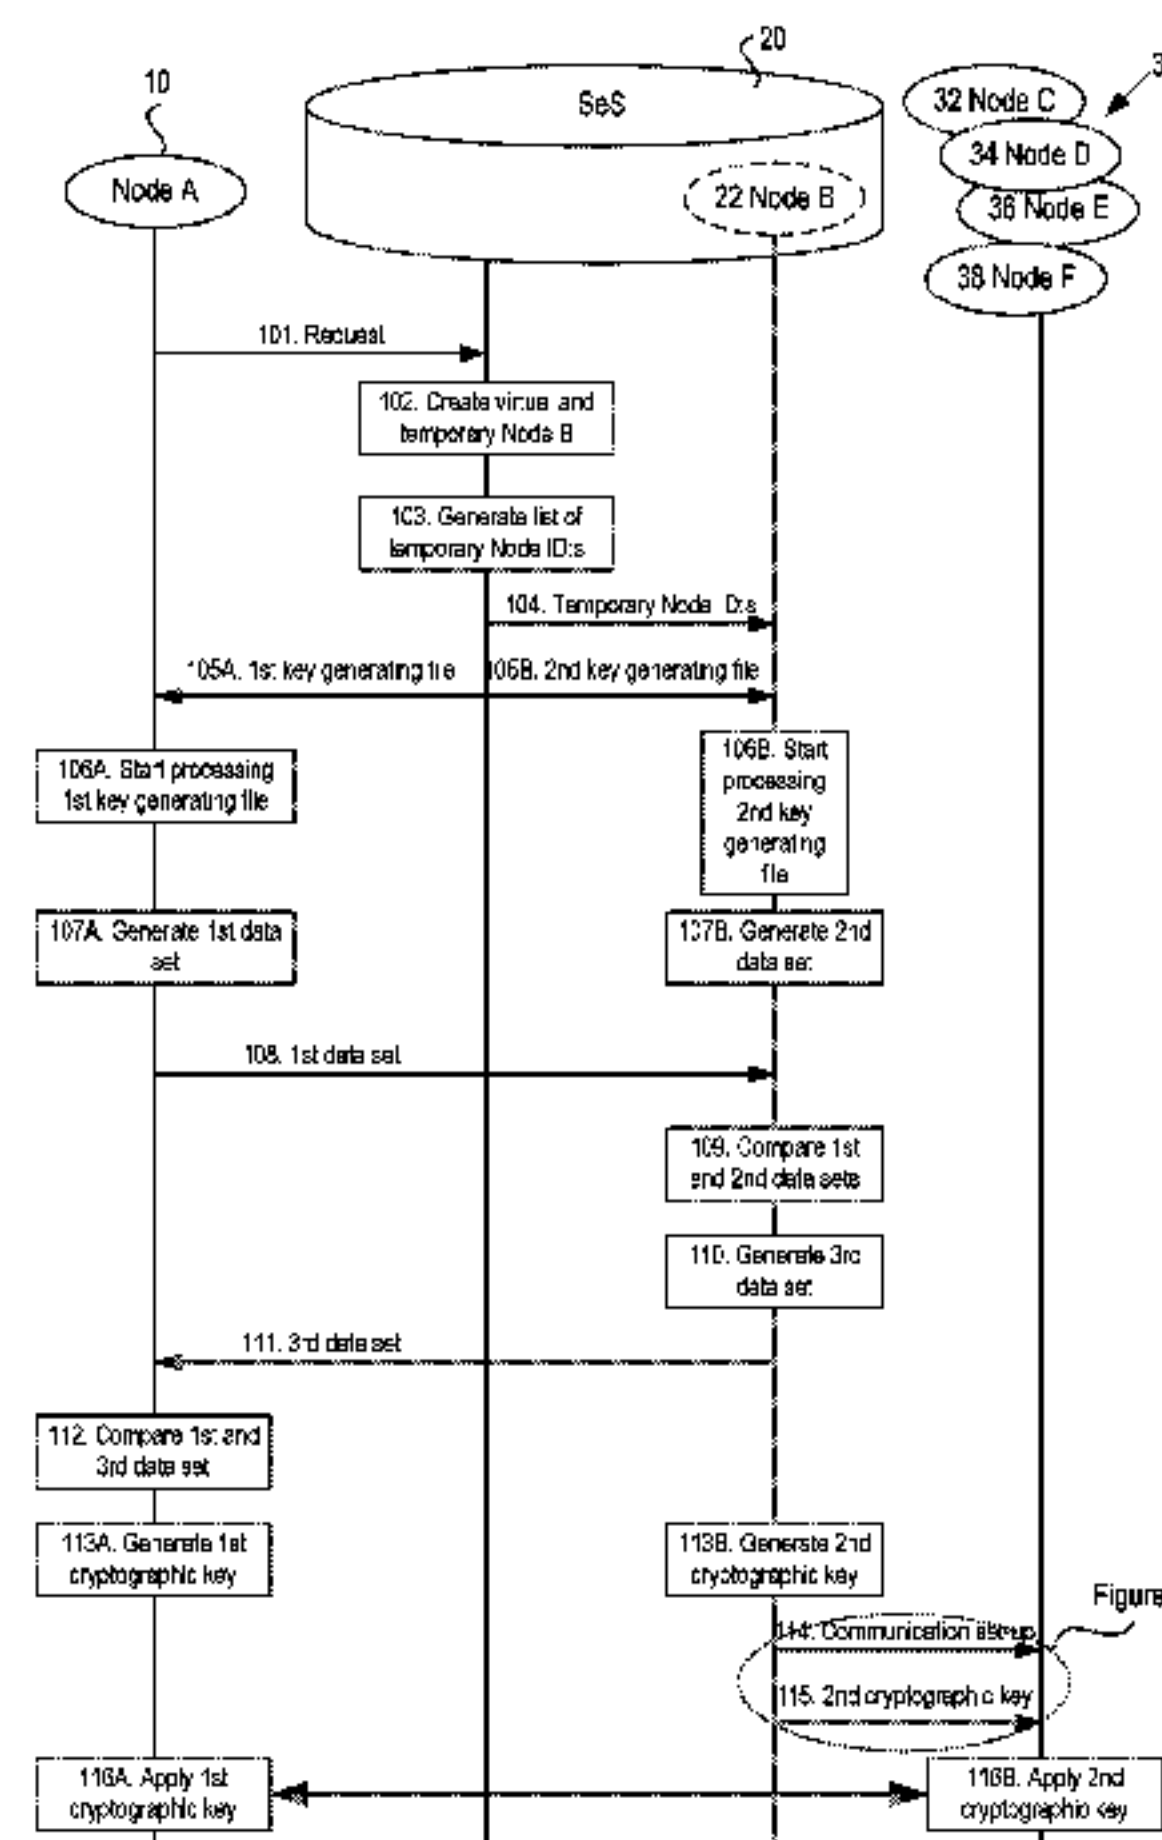 20
10
3
SeS
32 Node C
34 Node D
Node A
22 Node B
36 Node E
38 Node F
101. Request
102. Create virtual and
temporary Node B
103. Generate list of
temporary Node ID:s
104. Temporary Node ID:s
105A. 1st key generating file
105B. 2nd key generating file
106A. Start processing
1st key generating file
106B. Start
processing
2nd key
generating
file
107A. Generate 1st data
set
107B. Generate 2nd
data set
108. 1st data set
109. Compare 1st
and 2nd data sets
110. Generate 3rd
data set
111. 3rd data set
112. Compare 1st and
3rd data set
113A. Generate 1st
cryptographic key
113B. Generate 2nd
cryptographic key
Figure
114. Communication set-up
115. 2nd cryptographic key
116A. Apply 1st
cryptographic key
116B. Apply 2nd
cryptographic key